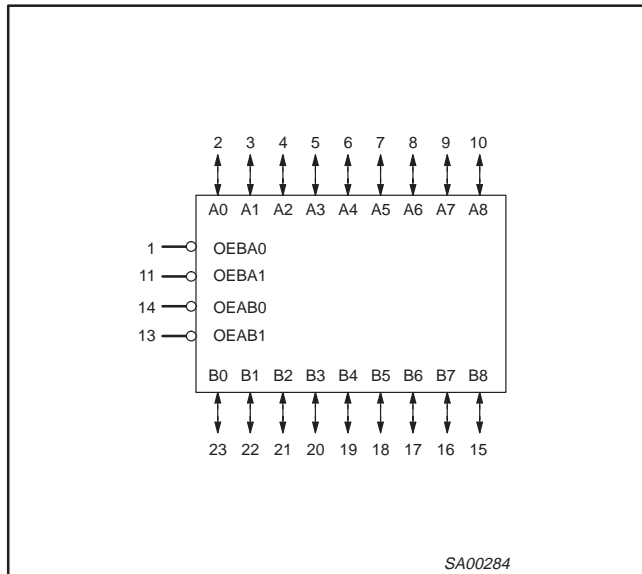 2 3 4 5 6 7 8 9 10
A0 A1 A2 A3 A4 A5 A6 A7 A8
1 OEBA0
11 OEBA1
14 OEAB0
13 OEAB1
B0 B1 B2 B3 B4 B5 B6 B7 B8
23 22 21 20 19 18 17 16 15
SA00284